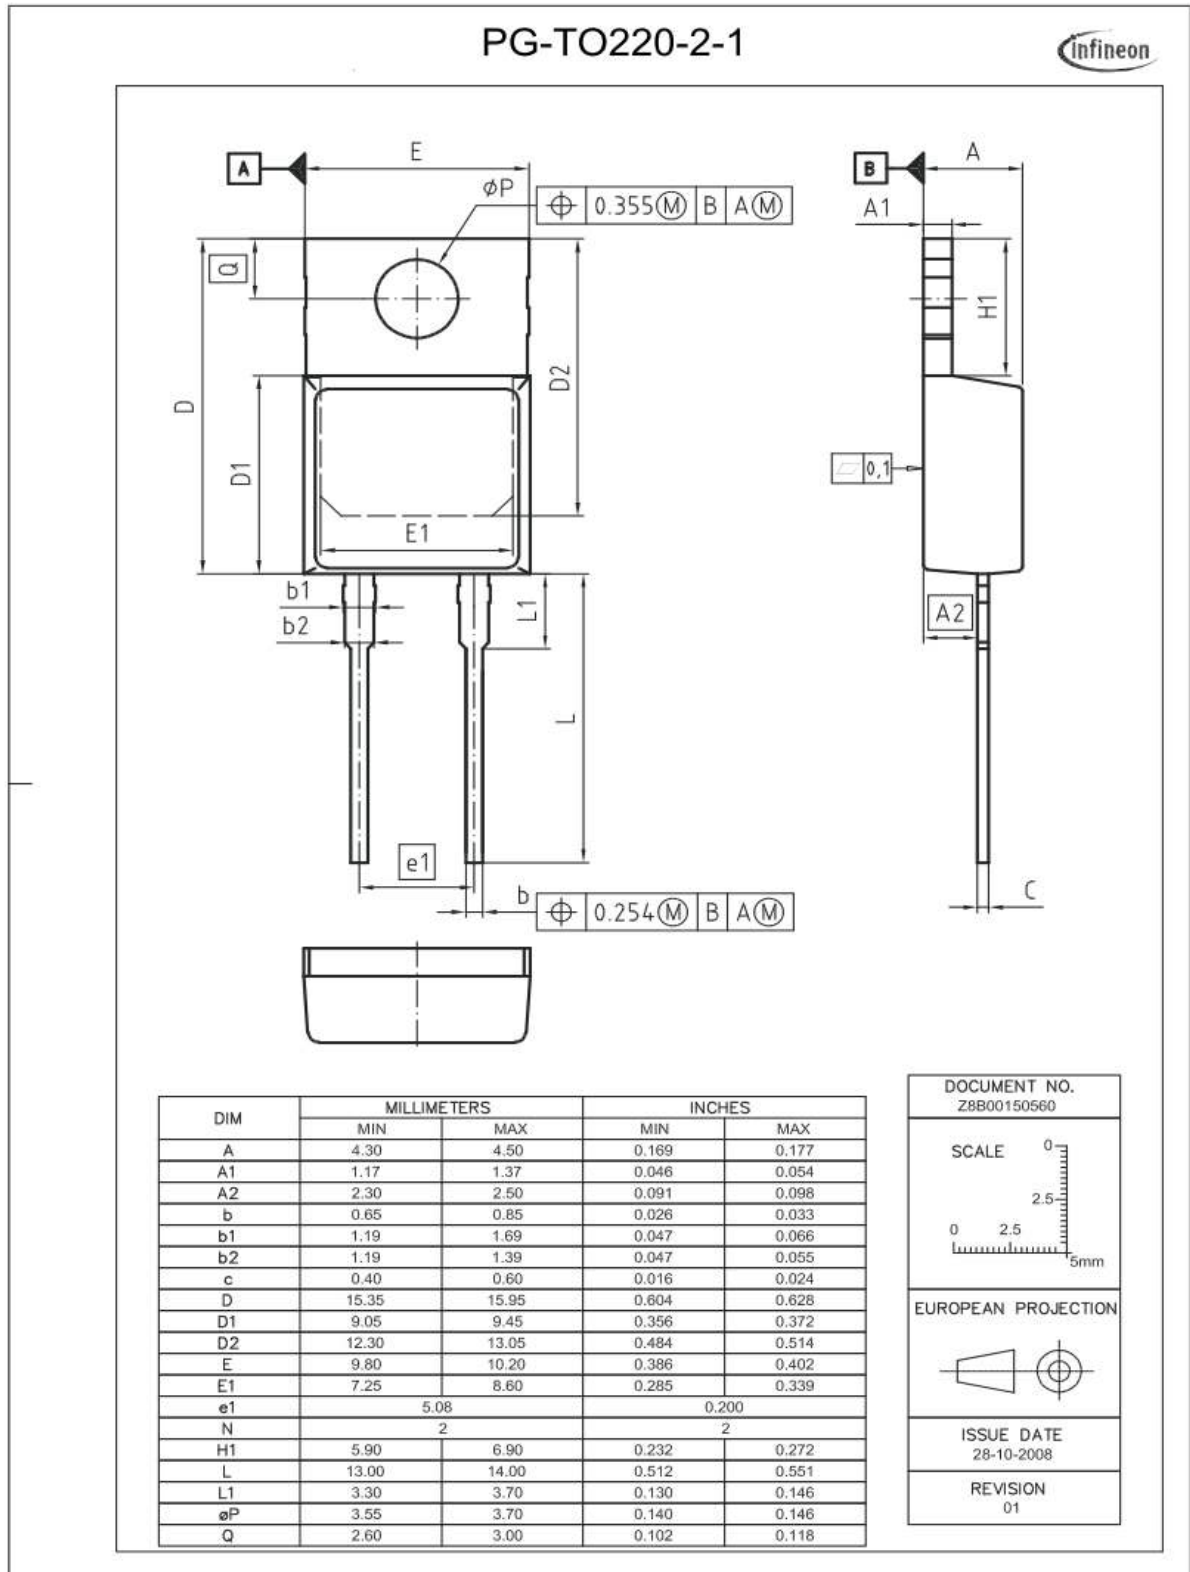 PG-TO220-2-1
infineon
A
E
øP
0.355 Ⓜ B A Ⓜ
B
A
A1
Q
D2
H1
D
D1
0,1
E1
b1
b2
L1
A2
L
e1
b
0.254 Ⓜ B A Ⓜ
C
DIM MILLIMETERS INCHES
MIN MAX MIN MAX
A 4.30 4.50 0.169 0.177
A1 1.17 1.37 0.046 0.054
A2 2.30 2.50 0.091 0.098
b 0.65 0.85 0.026 0.033
b1 1.19 1.69 0.047 0.066
b2 1.19 1.39 0.047 0.055
c 0.40 0.60 0.016 0.024
D 15.35 15.95 0.604 0.628
D1 9.05 9.45 0.356 0.372
D2 12.30 13.05 0.484 0.514
E 9.80 10.20 0.386 0.402
E1 7.25 8.60 0.285 0.339
e1 5.08 0.200
N 2 2
H1 5.90 6.90 0.232 0.272
L 13.00 14.00 0.512 0.551
L1 3.30 3.70 0.130 0.146
øP 3.55 3.70 0.140 0.146
Q 2.60 3.00 0.102 0.118
DOCUMENT NO.
Z8B00150560
SCALE
0
2.5
0 2.5
5mm
EUROPEAN PROJECTION
ISSUE DATE
28-10-2008
REVISION
01